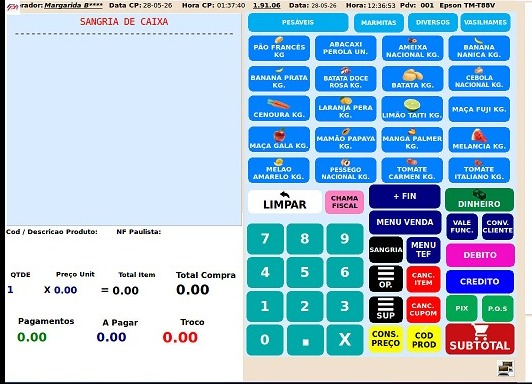 rador: Margarida B**** Data CP: 28-05-26 Hora CP: 01:37:40 1.91.06 Data: 28-05-26 Hora: 12:36:53 Pdv: 001 Epson TM-T88V
SANGRIA DE CAIXA
PESÁVEIS
MARMITAS
DIVERSOS
VASILHAMES
PÃO FRANCÊS KG
ABACAXI PEROLA UN.
AMEIXA NACIONAL KG.
BANANA NANICA KG.
BANANA PRATA KG.
BATATA DOCE ROSA KG.
BATATA KG.
CEBOLA NACIONAL KG.
CENOURA KG.
LARANJA PERA KG.
LIMÃO TAITI KG.
MAÇA FUJI KG.
MAÇA GALA KG.
MAMÃO PAPAYA KG.
MANGA PALMER KG.
MELANCIA KG.
MELAO AMARELO KG.
PESSEGO NACIONAL KG.
TOMATE CARMEN KG.
TOMATE ITALIANO KG.
LIMPAR
CHAMA FISCAL
+ FIN
DINHEIRO
MENU VENDA
VALE FUNC.
CONV. CLIENTE
7
8
9
SANGRIA
MENU TEF
DEBITO
4
5
6
OP.
CANC. ITEM
CREDITO
1
2
3
SUP
CANC. CUPOM
PIX
P.O.S
0
.
X
CONS. PREÇO
COD PROD
SUBTOTAL
Cod / Descricao Produto: NF Paulista:
QTDE Preço Unit Total Item Total Compra
1 X 0.00 = 0.00 0.00
Pagamentos A Pagar Troco
0.00 0.00 0.00